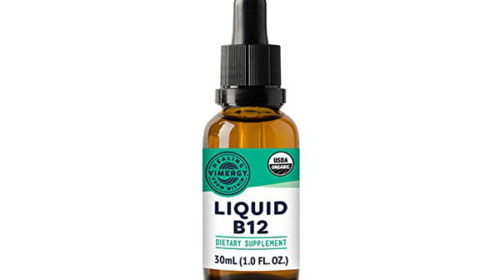 HEALING
VIMERGY
FROM WITHIN
USDA
ORGANIC
LIQUID
B12
DIETARY SUPPLEMENT
30mL (1.0 FL. OZ.)